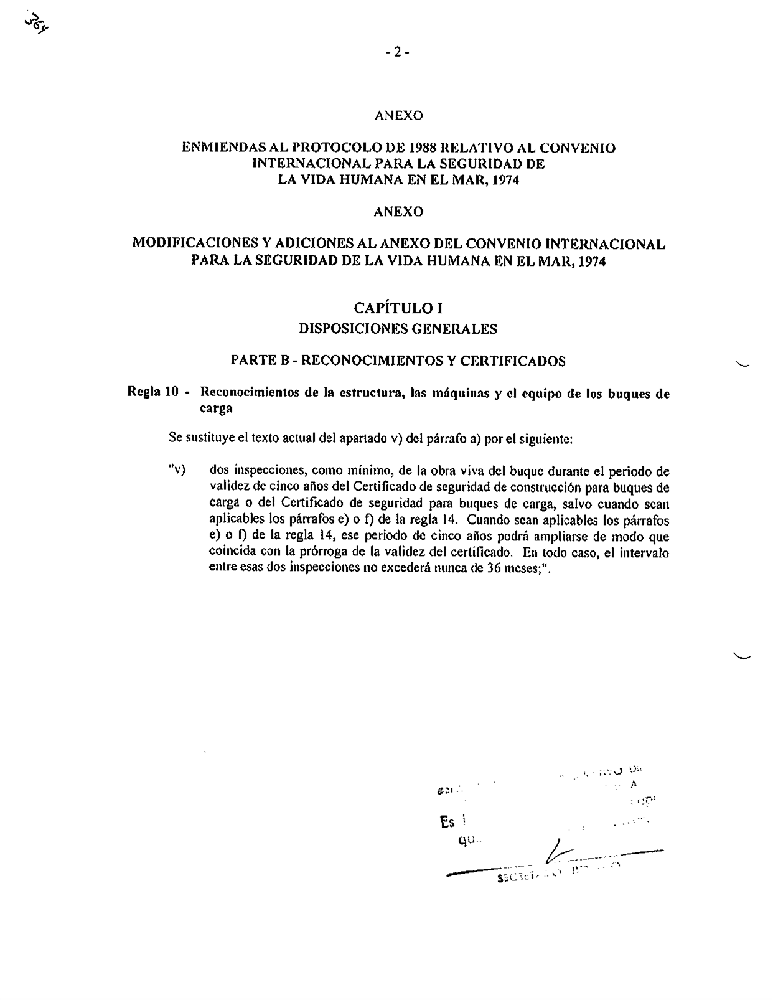 364
- 2 -
ANEXO
ENMIENDAS AL PROTOCOLO DE 1988 RELATIVO AL CONVENIO
INTERNACIONAL PARA LA SEGURIDAD DE
LA VIDA HUMANA EN EL MAR, 1974
ANEXO
MODIFICACIONES Y ADICIONES AL ANEXO DEL CONVENIO INTERNACIONAL
PARA LA SEGURIDAD DE LA VIDA HUMANA EN EL MAR, 1974
CAPÍTULO I
DISPOSICIONES GENERALES
PARTE B - RECONOCIMIENTOS Y CERTIFICADOS
Regla 10 - Reconocimientos de la estructura, las máquinas y el equipo de los buques de
carga
Se sustituye el texto actual del apartado v) del párrafo a) por el siguiente:
"v) dos inspecciones, como mínimo, de la obra viva del buque durante el periodo de
validez de cinco años del Certificado de seguridad de construcción para buques de
carga o del Certificado de seguridad para buques de carga, salvo cuando sean
aplicables los párrafos e) o f) de la regla 14. Cuando sean aplicables los párrafos
e) o f) de la regla 14, ese periodo de cinco años podrá ampliarse de modo que
coincida con la prórroga de la validez del certificado. En todo caso, el intervalo
entre esas dos inspecciones no excederá nunca de 36 meses;".
Es